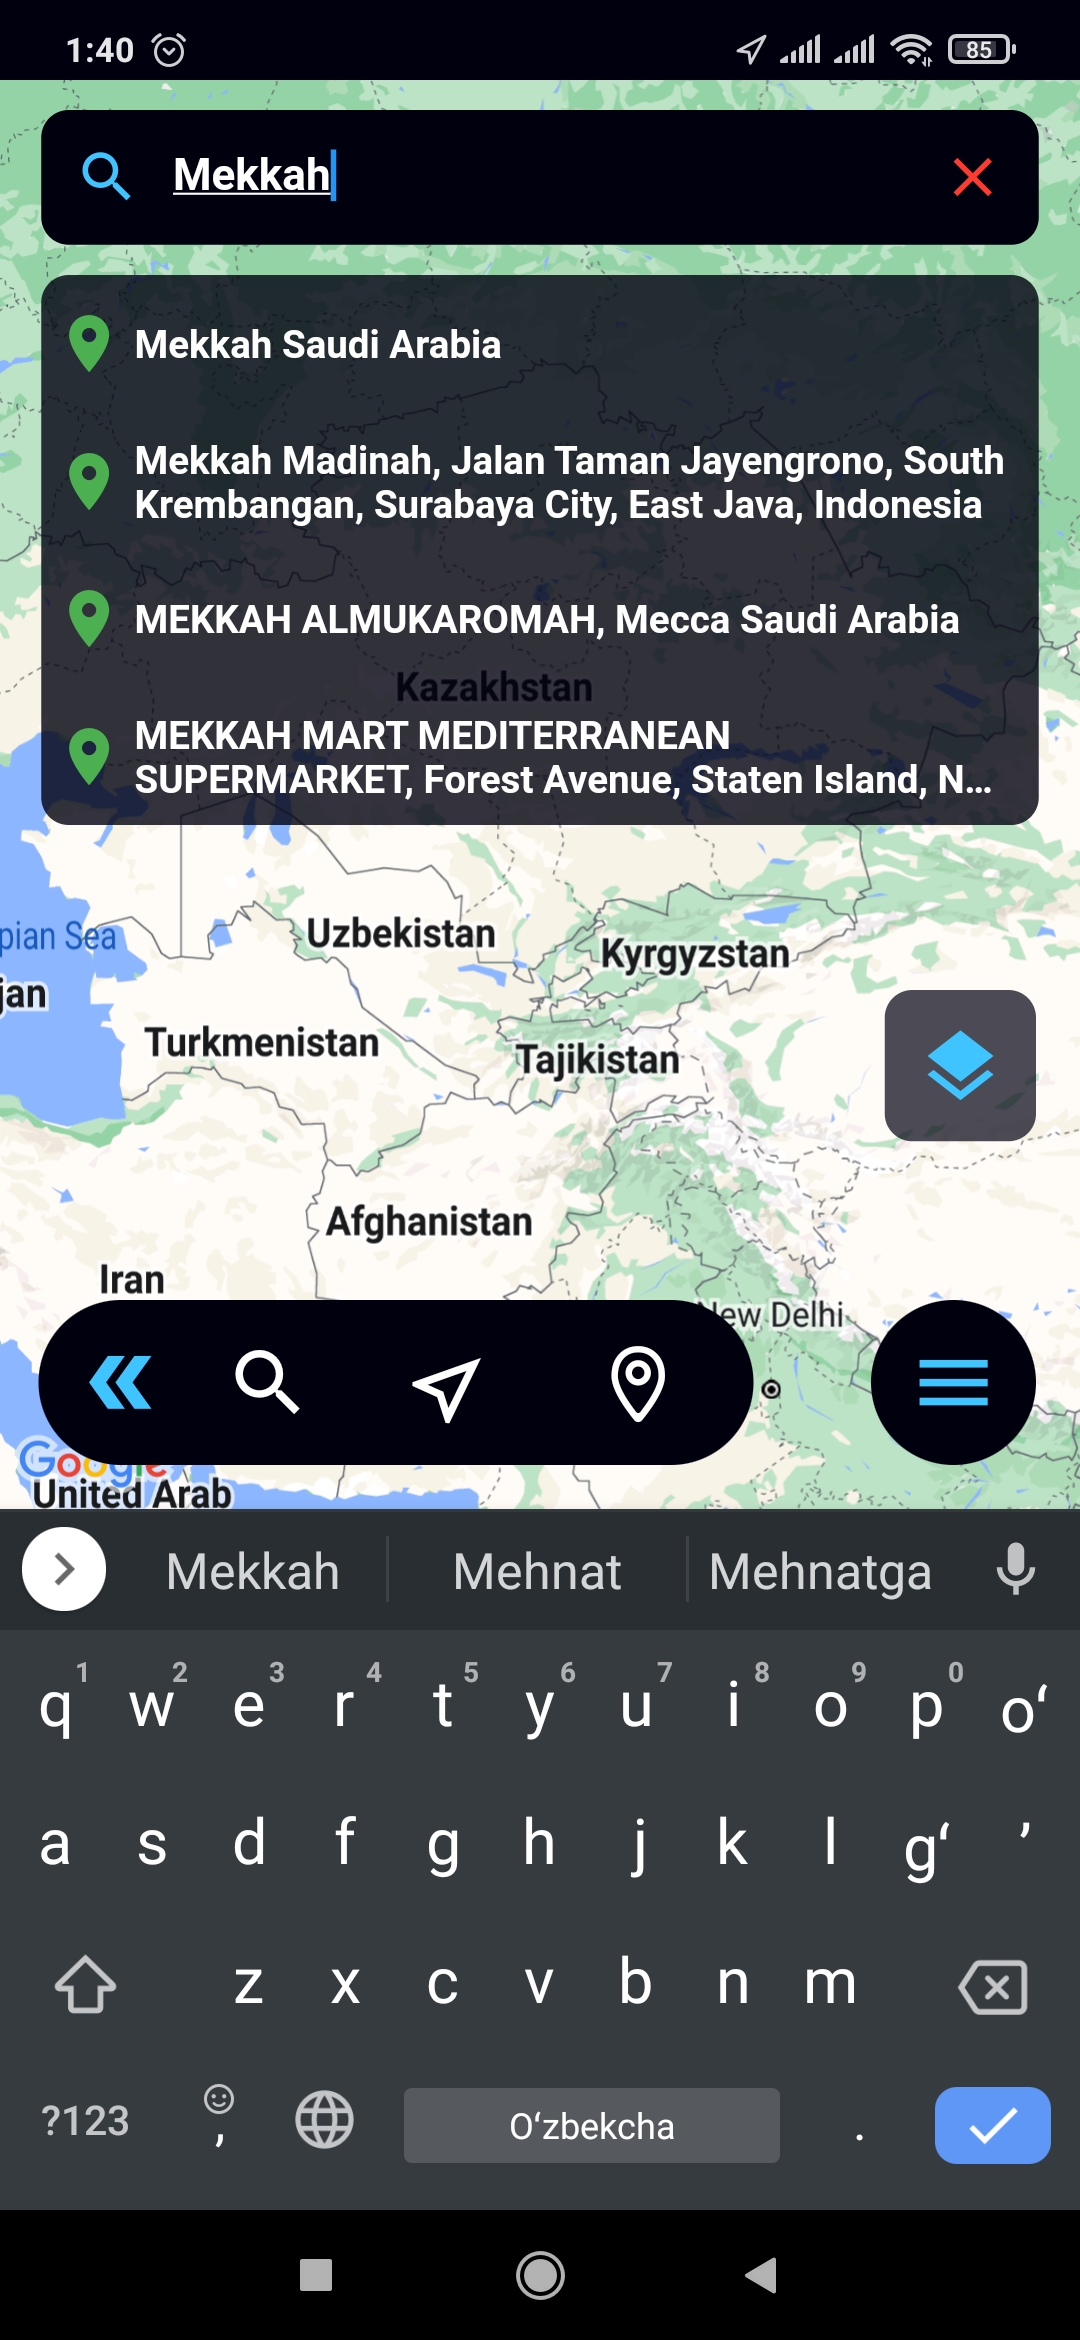 1:40
85
Mekkah
Mekkah Saudi Arabia
Mekkah Madinah, Jalan Taman Jayengrono, South
Krembangan, Surabaya City, East Java, Indonesia
MEKKAH ALMUKAROMAH, Mecca Saudi Arabia
Kazakhstan
MEKKAH MART MEDITERRANEAN
SUPERMARKET, Forest Avenue, Staten Island, N...
pian Sea
Uzbekistan
Kyrgyzstan
jan
Turkmenistan
Tajikistan
Afghanistan
Iran
New Delhi
Google
United Arab
Mekkah Mehnat Mehnatga
1 2 3 4 5 6 7 8 9 0
q w e r t y u i o p oʻ
a s d f g h j k l gʻ ʼ
z x c v b n m
?123 , Oʻzbekcha .